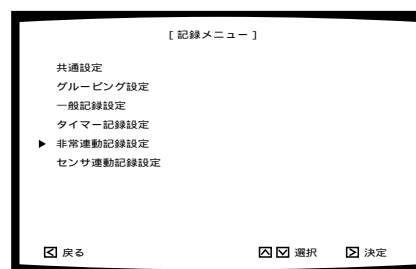 [ 記録メニュー ]
共通設定
グルーピング設定
一般記録設定
タイマー記録設定
▶ 非常連動記録設定
センサ連動記録設定
戻る 選択 決定